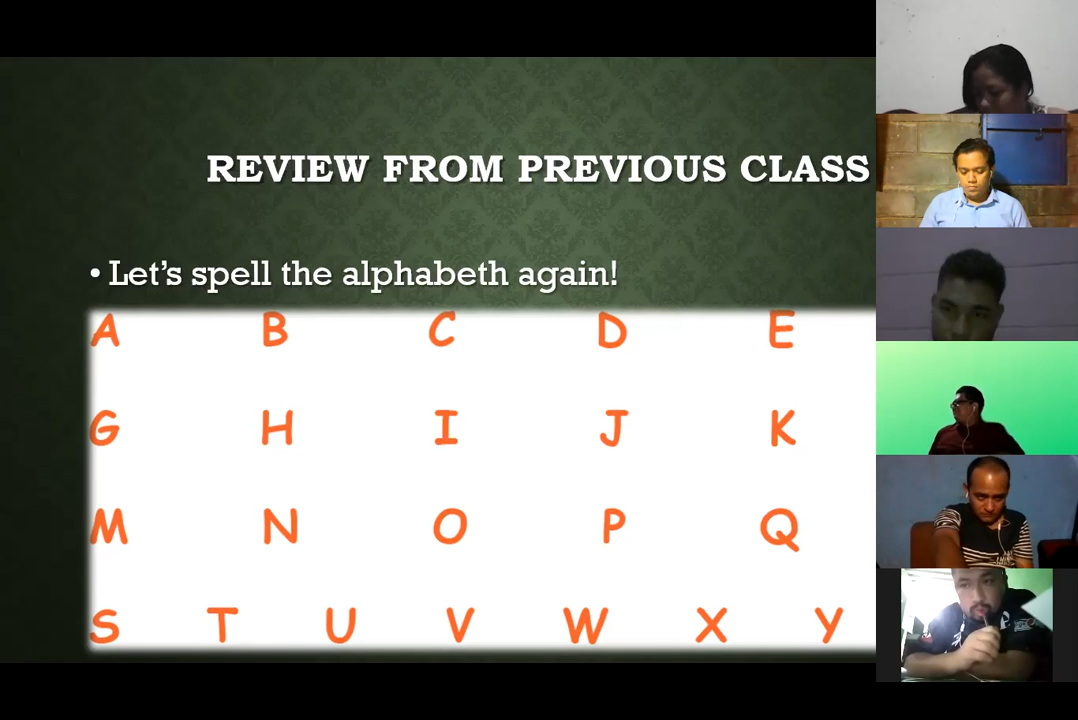 REVIEW FROM PREVIOUS CLASS
• Let's spell the alphabeth again!
A B C D E
G H I J K
M N O P Q
S T U V W X Y